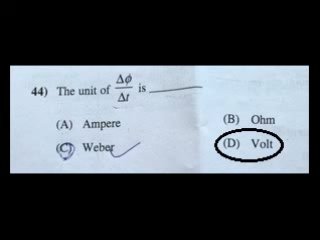 44) The unit of Δϕ/Δt is ______
(A) Ampere
(B) Ohm
(C) Weber
(D) Volt